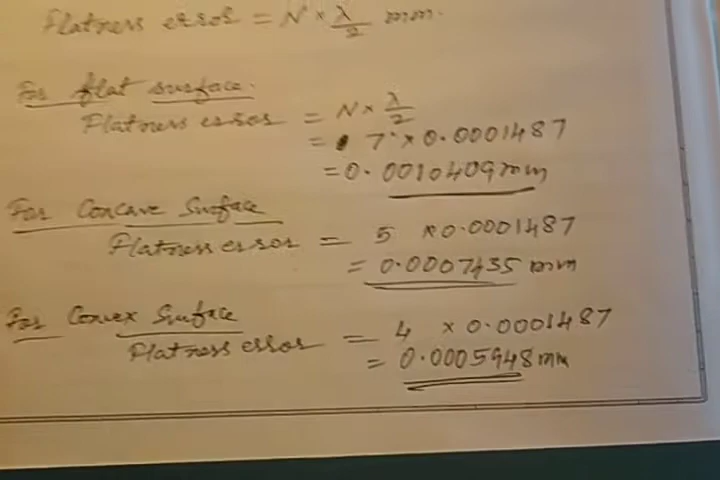 Flatness error = N × λ/2 mm.
For flat surface.
Flatness error = N × λ/2
= 7 × 0.0001487
= 0.0010409 mm
For Concave Surface
Flatness error = 5 × 0.0001487
= 0.0007435 mm
For Convex Surface
Flatness error = 4 × 0.0001487
= 0.0005948 mm